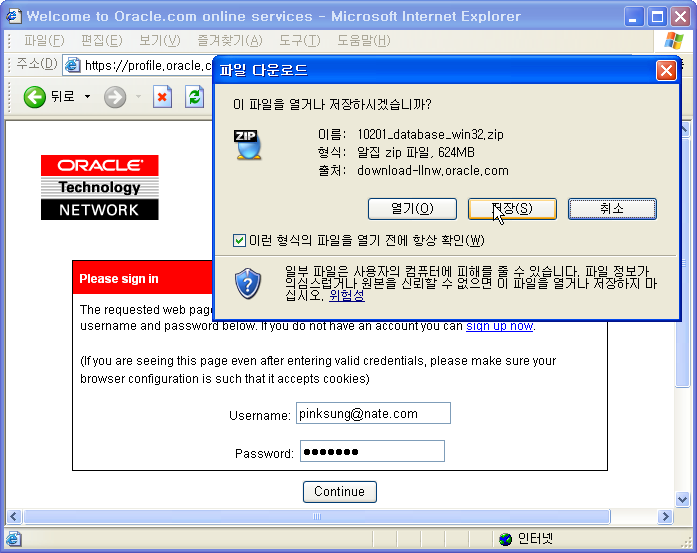 Welcome to Oracle.com online services - Microsoft Internet Explorer
파일(F) 편집(E) 보기(V) 즐겨찾기(A) 도구(T) 도움말(H)
주소(D) https://profile.oracle.c
뒤로
파일 다운로드
이 파일을 열거나 저장하시겠습니까?
ZIP
이름: 10201_database_win32.zip
형식: 알집 zip 파일, 624MB
출처: download-llnw.oracle.com
열기(O) 저장(S) 취소
이런 형식의 파일을 열기 전에 항상 확인(W)
일부 파일은 사용자의 컴퓨터에 피해를 줄 수 있습니다. 파일 정보가
의심스럽거나 원본을 신뢰할 수 없으면 이 파일을 열거나 저장하지 마
십시오. 위험성
ORACLE
Technology
NETWORK
Please sign in
The requested web pag
username and password below. If you do not have an account you can sign up now.
(If you are seeing this page even after entering valid credentials, please make sure your
browser configuration is such that it accepts cookies)
Username: pinksung@nate.com
Password: ●●●●●●●
Continue
인터넷